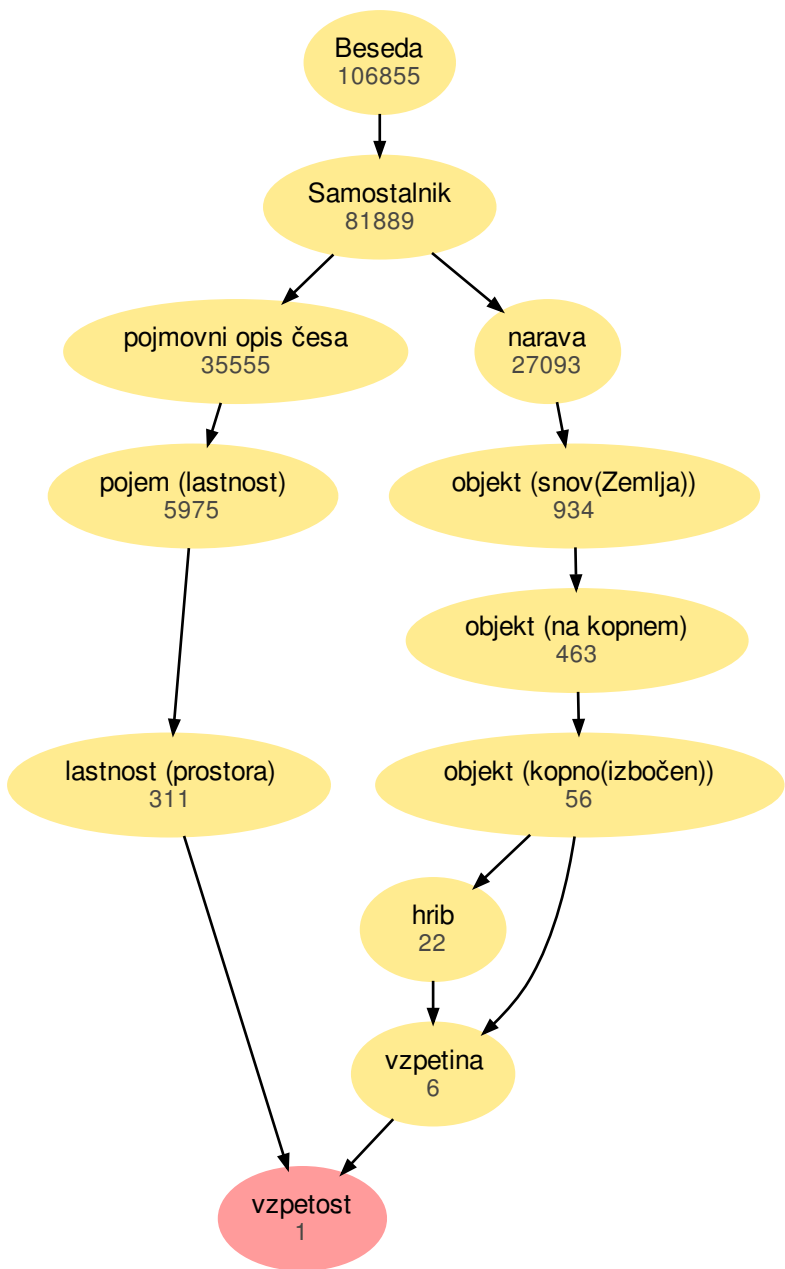 Beseda
106855
Samostalnik
81889
pojmovni opis česa
35555
narava
27093
pojem (lastnost)
5975
objekt (snov(Zemlja))
934
objekt (na kopnem)
463
lastnost (prostora)
311
objekt (kopno(izbočen))
56
hrib
22
vzpetina
6
vzpetost
1